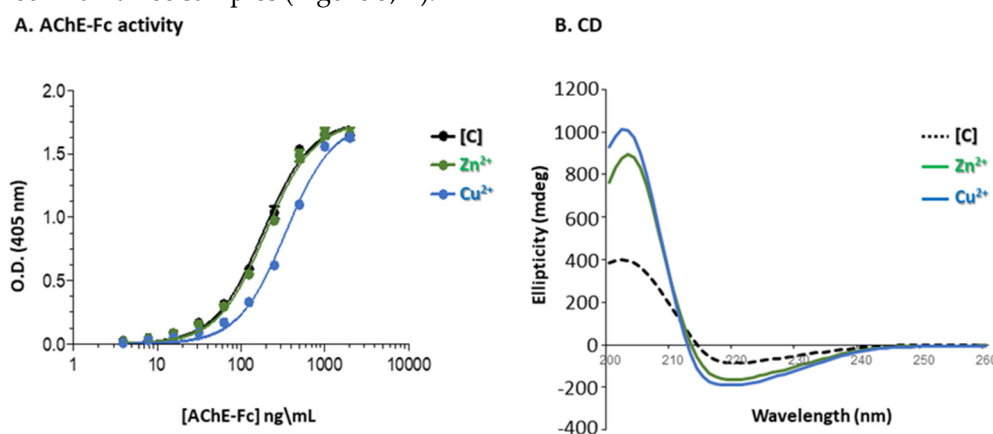 A. AChE-Fc activity
B. CD
2.0
1.5
1.0
0.5
0.0
1
10
100
1000
10000
O.D. (405 nm)
[AChE-Fc] ng\mL
[C]
Zn²⁺
Cu²⁺
1200
1000
800
600
400
200
0
-200
-400
200
210
220
230
240
250
260
Ellipticity (mdeg)
Wavelength (nm)
[C]
Zn²⁺
Cu²⁺